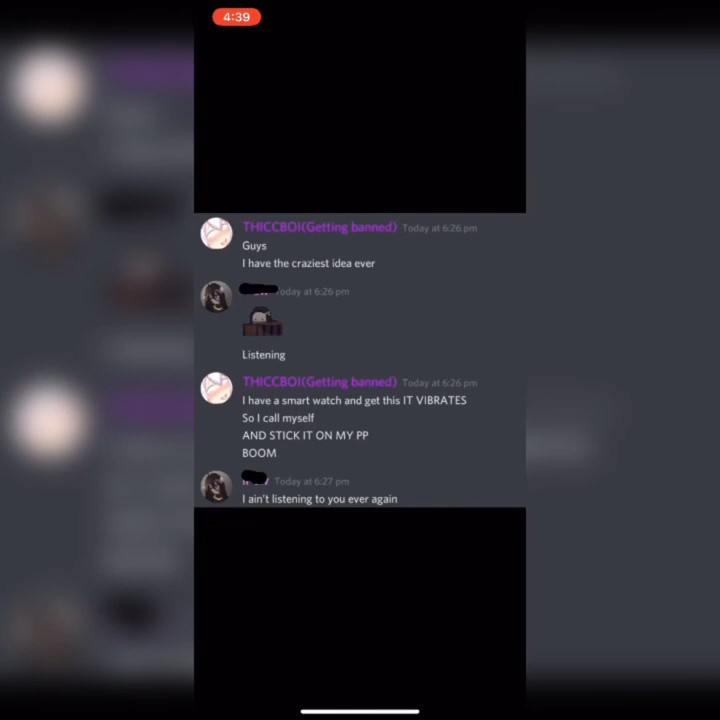 4:39
THICCBOI(Getting banned) Today at 6:26 pm
Guys
I have the craziest idea ever
Today at 6:26 pm
Listening
THICCBOI(Getting banned) Today at 6:26 pm
I have a smart watch and get this IT VIBRATES
So I call myself
AND STICK IT ON MY PP
BOOM
Today at 6:27 pm
I ain't listening to you ever again